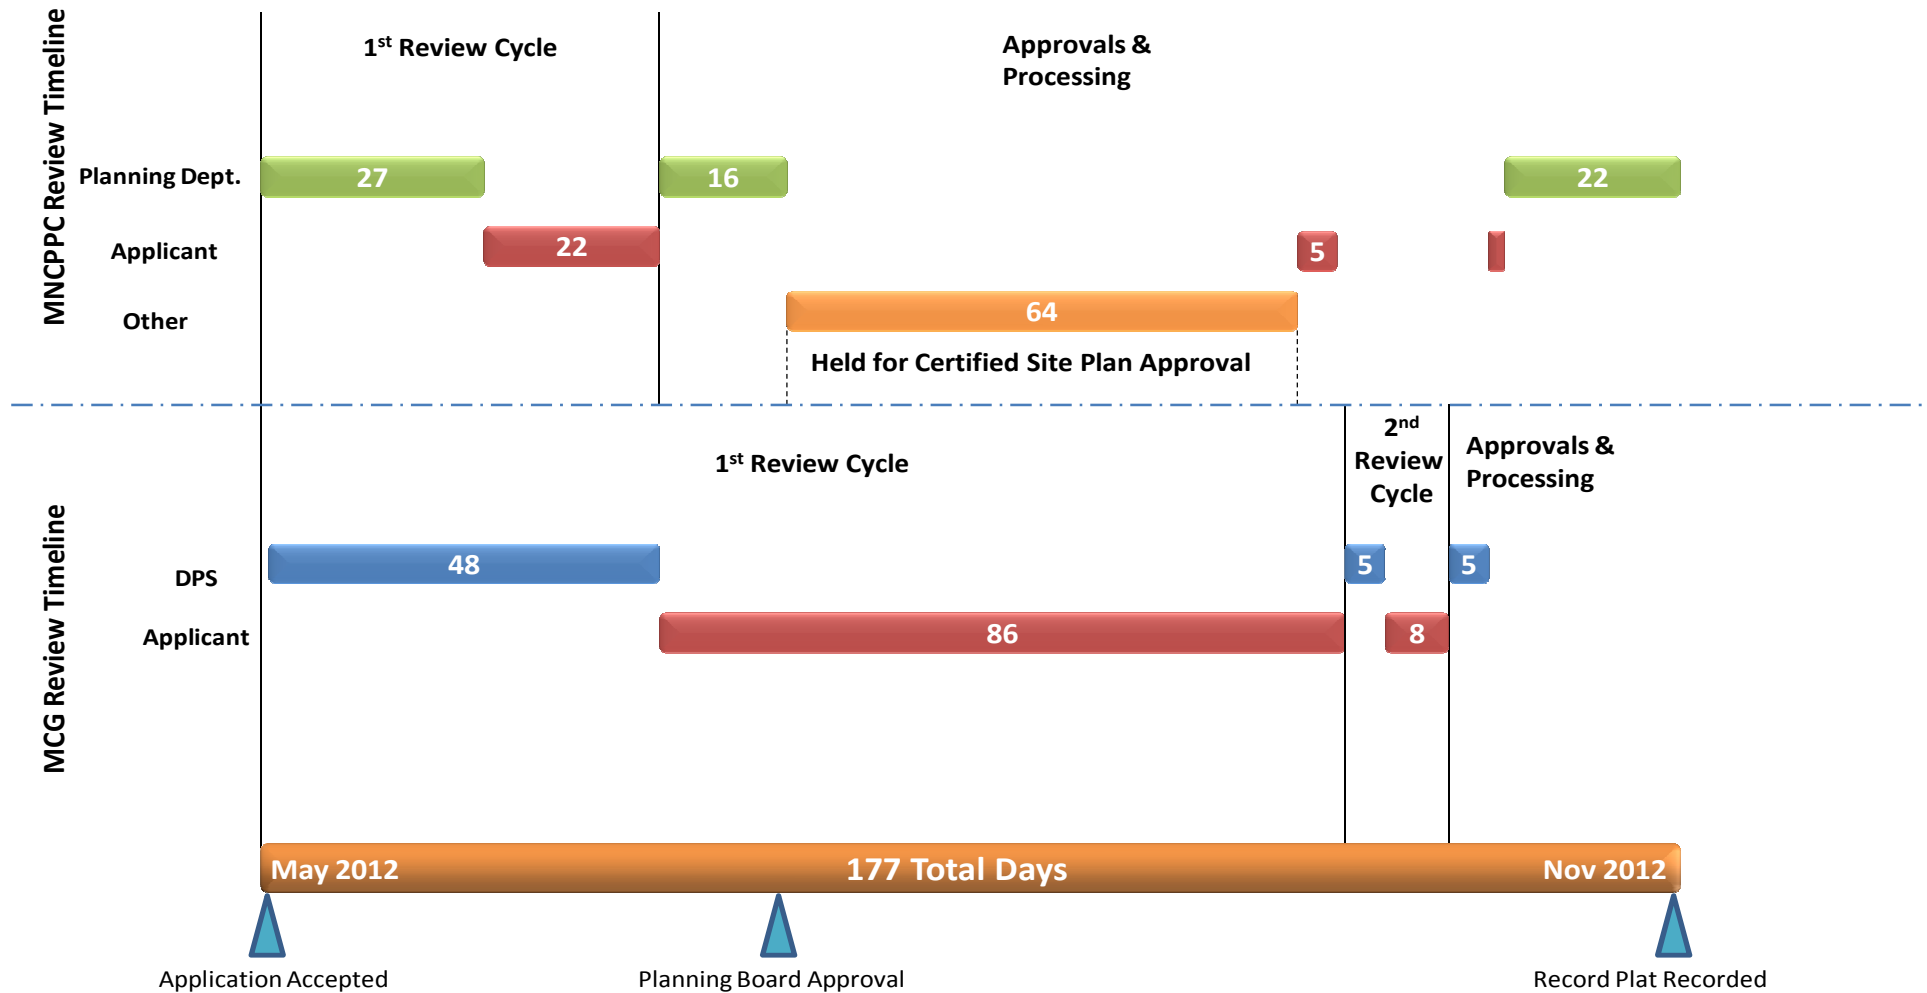 MNCPPC Review Timeline
1st Review Cycle
Approvals &
Processing
Planning Dept.
27
16
22
Applicant
22
5
Other
64
Held for Certified Site Plan Approval
MCG Review Timeline
1st Review Cycle
2nd
Review
Cycle
Approvals &
Processing
DPS
48
5
5
Applicant
86
8
May 2012
177 Total Days
Nov 2012
Application Accepted
Planning Board Approval
Record Plat Recorded